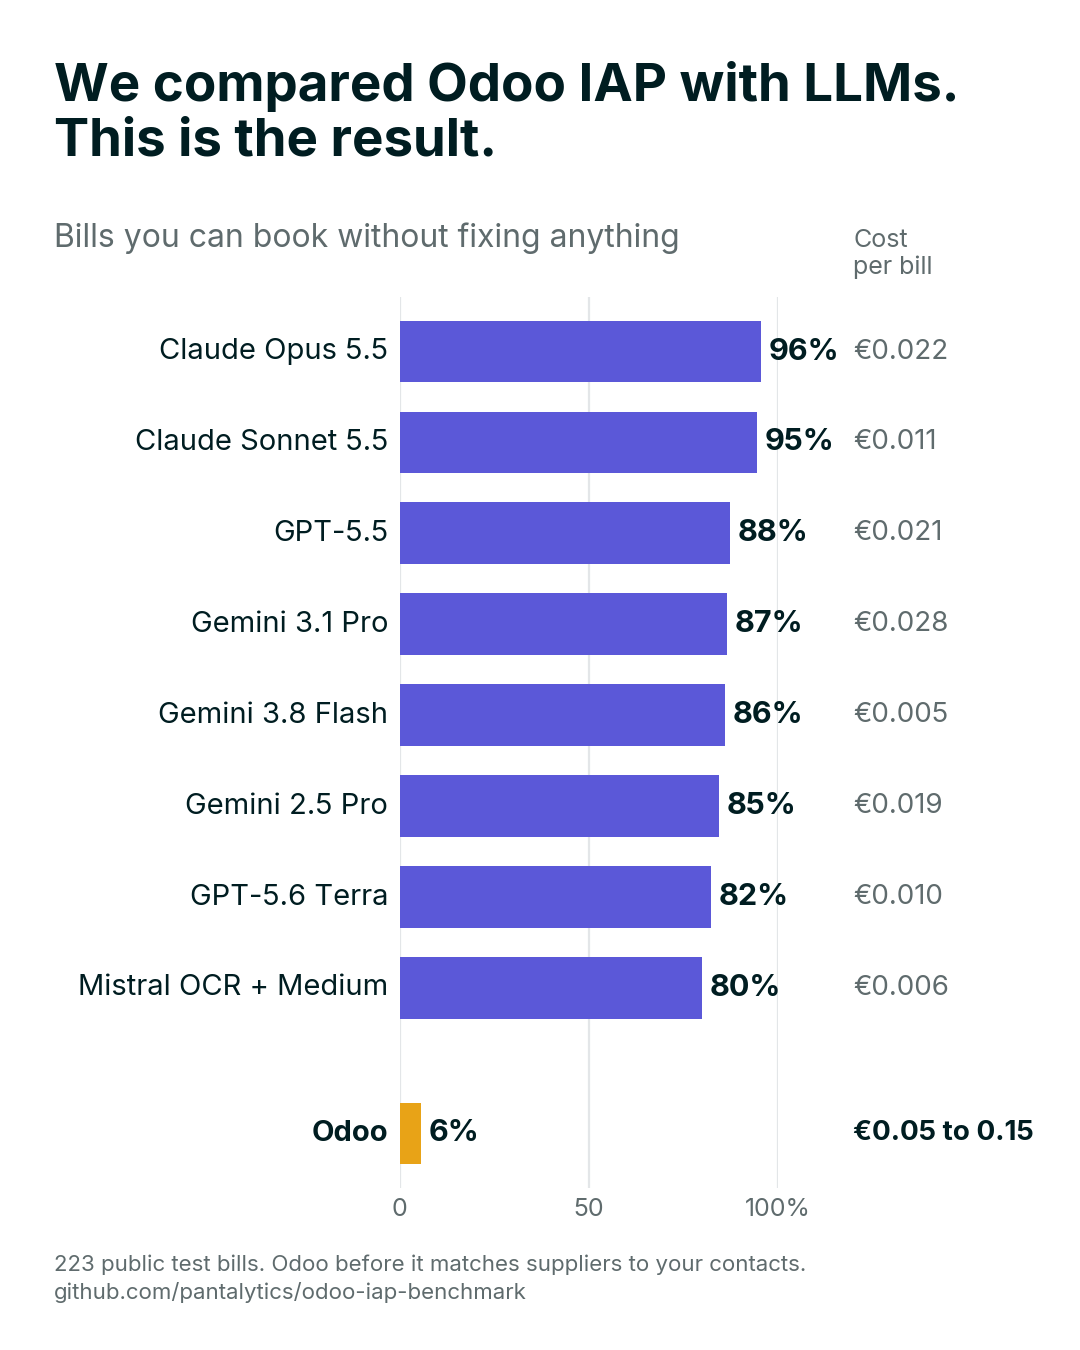 We compared Odoo IAP with LLMs.
This is the result.
Bills you can book without fixing anything
Cost
per bill
Claude Opus 5.5 96% €0.022
Claude Sonnet 5.5 95% €0.011
GPT-5.5 88% €0.021
Gemini 3.1 Pro 87% €0.028
Gemini 3.8 Flash 86% €0.005
Gemini 2.5 Pro 85% €0.019
GPT-5.6 Terra 82% €0.010
Mistral OCR + Medium 80% €0.006
Odoo 6% €0.05 to 0.15
0 50 100%
223 public test bills. Odoo before it matches suppliers to your contacts.
github.com/pantalytics/odoo-iap-benchmark